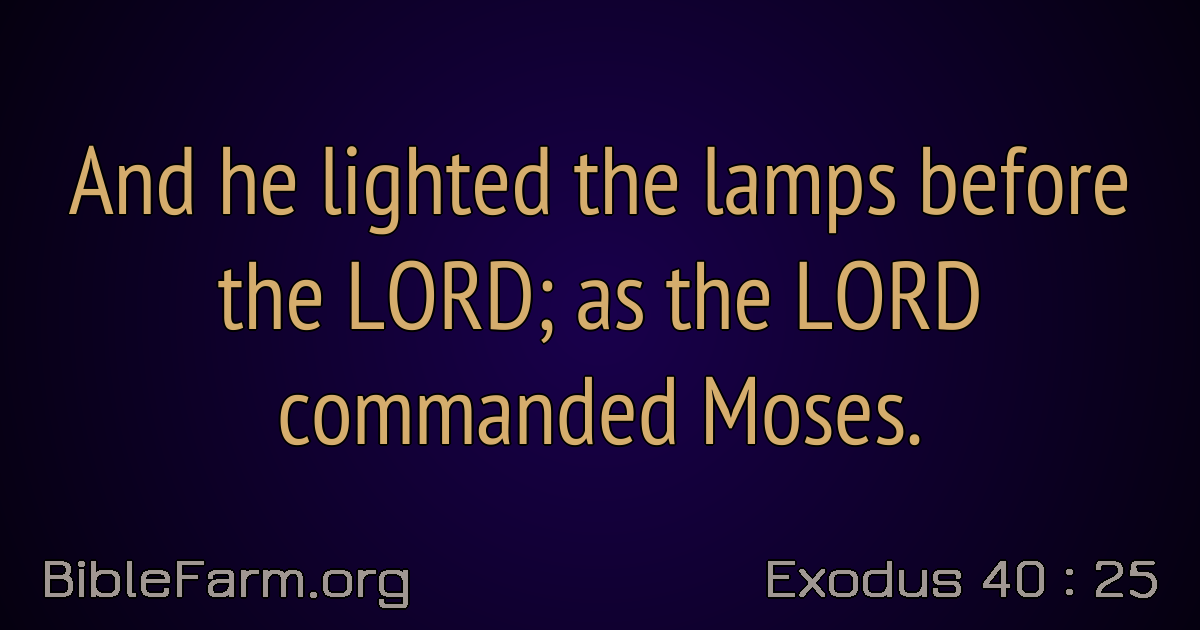 And he lighted the lamps before
the LORD; as the LORD
commanded Moses.
BibleFarm.org
Exodus 40 : 25